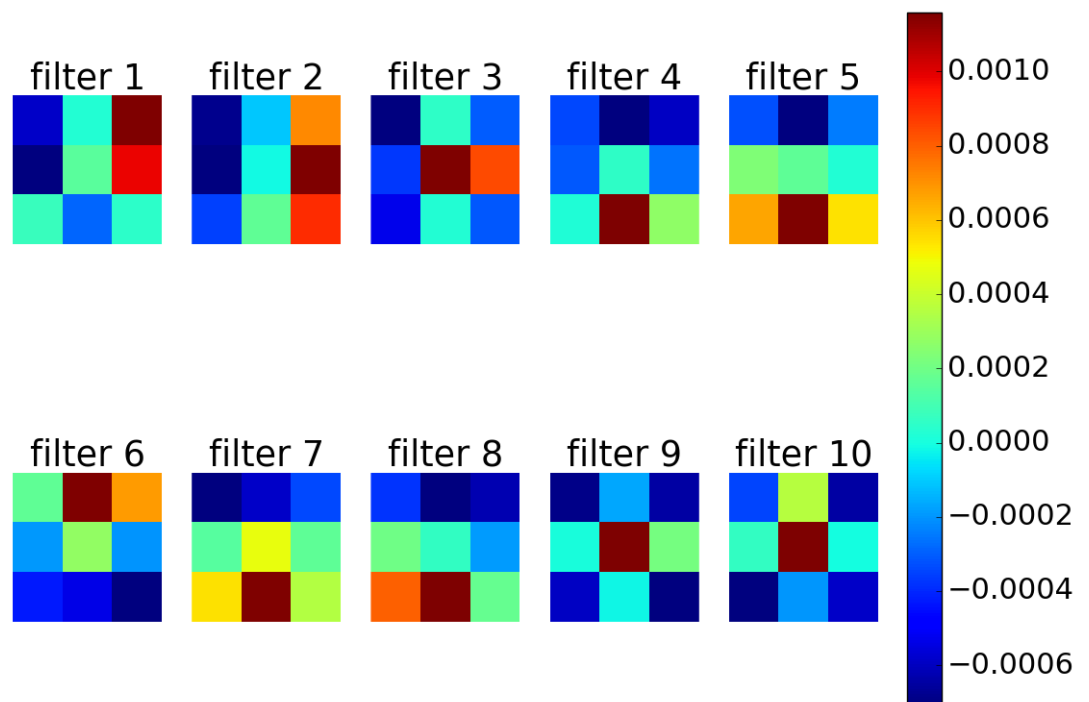 filter 1
filter 2
filter 3
filter 4
filter 5
filter 6
filter 7
filter 8
filter 9
filter 10
0.0010
0.0008
0.0006
0.0004
0.0002
0.0000
−0.0002
−0.0004
−0.0006